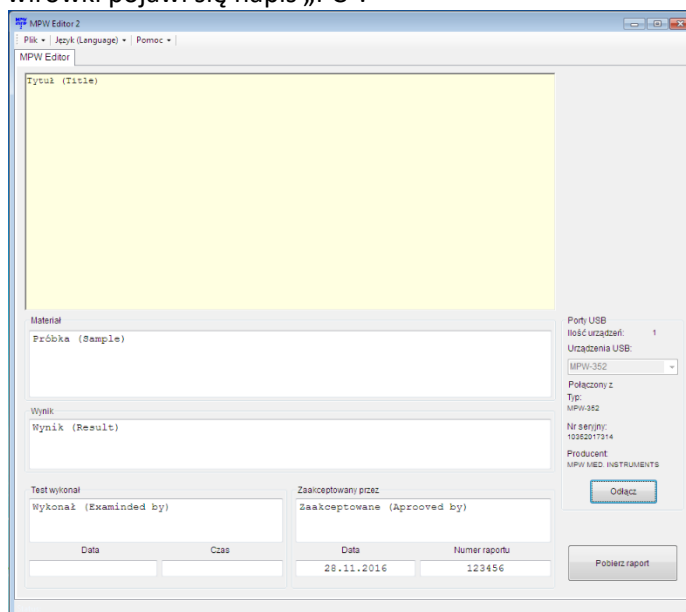 wirówki pojawi się napis „PC".
MPW Editor 2
Plik Język (Language) Pomoc
MPW Editor
Tytuł (Title)
Materiał
Próbka (Sample)
Wynik
Wynik (Result)
Test wykonał
Wykonał (Examinded by)
Data Czas
Zaakceptowany przez
Zaakceptowane (Aprooved by)
Data Numer raportu
28.11.2016 123456
Porty USB
Ilość urządzeń: 1
Urządzenia USB:
MPW-352
Połączony z
Typ:
MPW-352
Nr seryjny:
10352017314
Producent
MPW MED. INSTRUMENTS
Odłącz
Pobierz raport